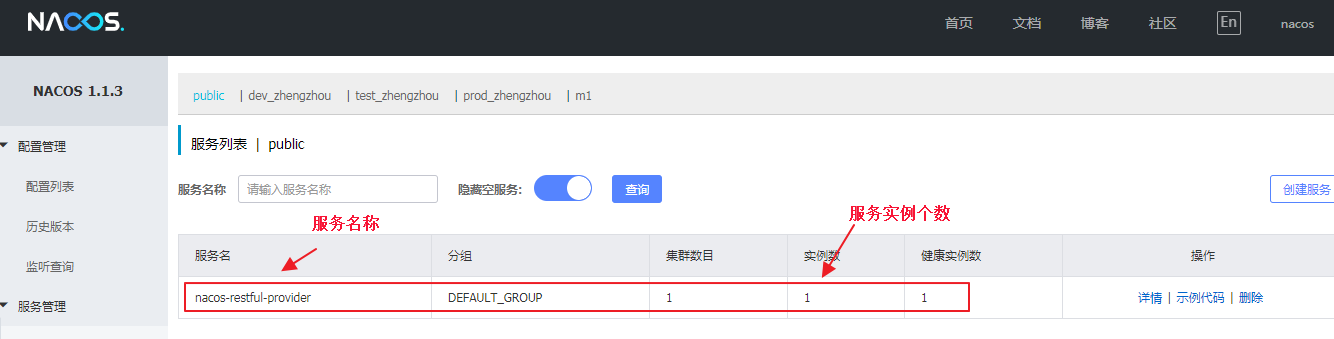 NACOS.
首页 文档 博客 社区 En nacos
NACOS 1.1.3
public | dev_zhengzhou | test_zhengzhou | prod_zhengzhou | m1
配置管理
配置列表
历史版本
监听查询
服务管理
服务列表 | public
服务名称 请输入服务名称 隐藏空服务: 查询 创建服务
服务名称 服务实例个数
服务名 分组 集群数目 实例数 健康实例数 操作
nacos-restful-provider DEFAULT_GROUP 1 1 1 详情 | 示例代码 | 删除